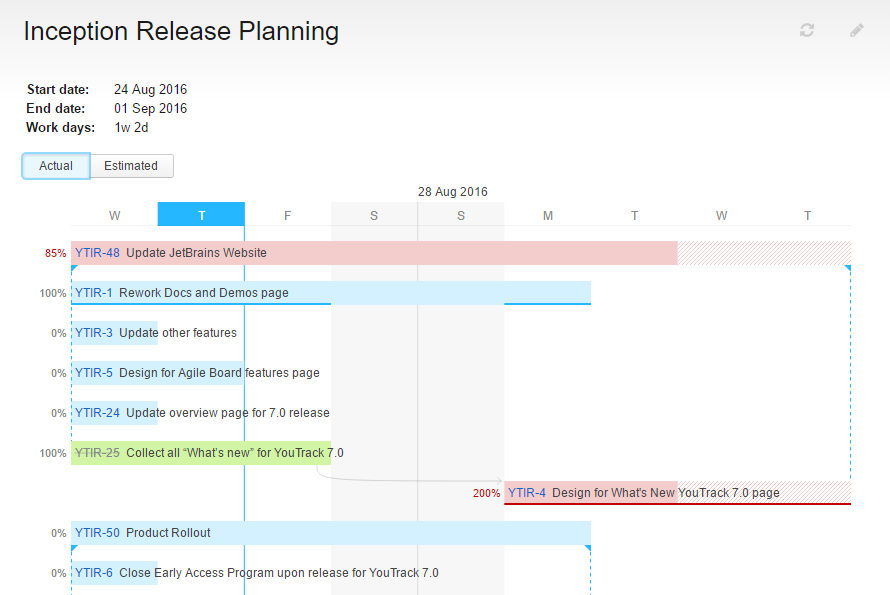 Inception Release Planning
Start date: 24 Aug 2016
End date: 01 Sep 2016
Work days: 1w 2d
Actual Estimated
28 Aug 2016
W T F S S M T W T
85% YTIR-48 Update JetBrains Website
100% YTIR-1 Rework Docs and Demos page
0% YTIR-3 Update other features
0% YTIR-5 Design for Agile Board features page
0% YTIR-24 Update overview page for 7.0 release
100% YTIR-25 Collect all “What’s new” for YouTrack 7.0
200% YTIR-4 Design for What's New YouTrack 7.0 page
0% YTIR-50 Product Rollout
0% YTIR-6 Close Early Access Program upon release for YouTrack 7.0